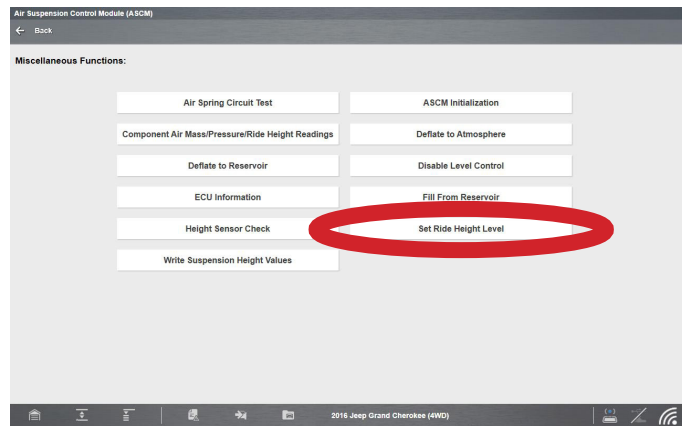 Air Suspension Control Module (ASCM)
← Back
Miscellaneous Functions:
Air Spring Circuit Test
ASCM Initialization
Component Air Mass/Pressure/Ride Height Readings
Deflate to Atmosphere
Deflate to Reservoir
Disable Level Control
ECU Information
Fill From Reservoir
Height Sensor Check
Set Ride Height Level
Write Suspension Height Values
2016 Jeep Grand Cherokee (4WD)